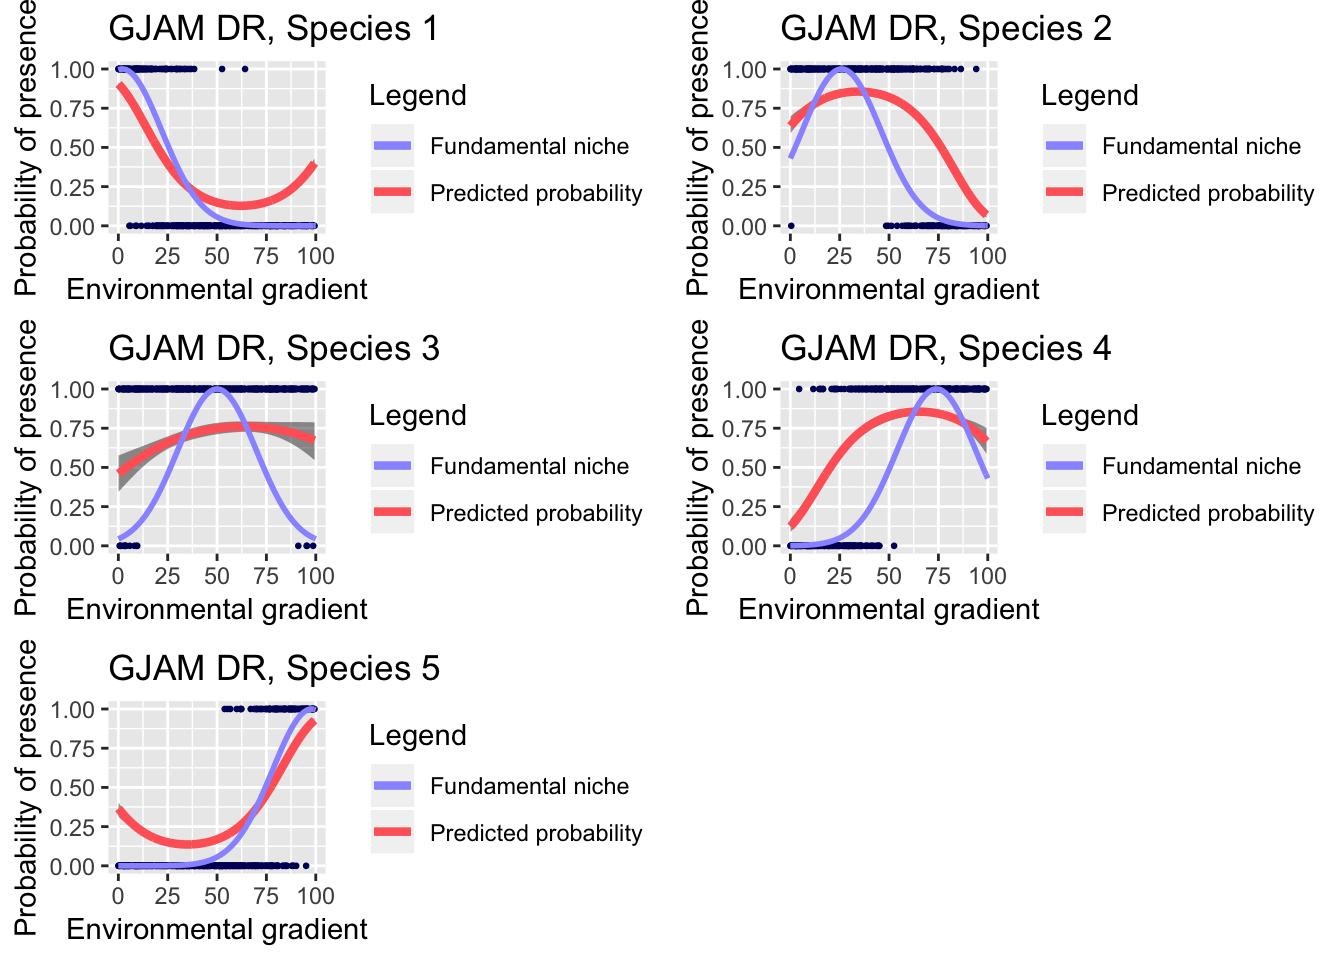 GJAM DR, Species 1
Probability of presence
1.00
0.75
0.50
0.25
0.00
0 25 50 75 100
Environmental gradient
Legend
Fundamental niche
Predicted probability
GJAM DR, Species 2
Probability of presence
1.00
0.75
0.50
0.25
0.00
0 25 50 75 100
Environmental gradient
Legend
Fundamental niche
Predicted probability
GJAM DR, Species 3
Probability of presence
1.00
0.75
0.50
0.25
0.00
0 25 50 75 100
Environmental gradient
Legend
Fundamental niche
Predicted probability
GJAM DR, Species 4
Probability of presence
1.00
0.75
0.50
0.25
0.00
0 25 50 75 100
Environmental gradient
Legend
Fundamental niche
Predicted probability
GJAM DR, Species 5
Probability of presence
1.00
0.75
0.50
0.25
0.00
0 25 50 75 100
Environmental gradient
Legend
Fundamental niche
Predicted probability